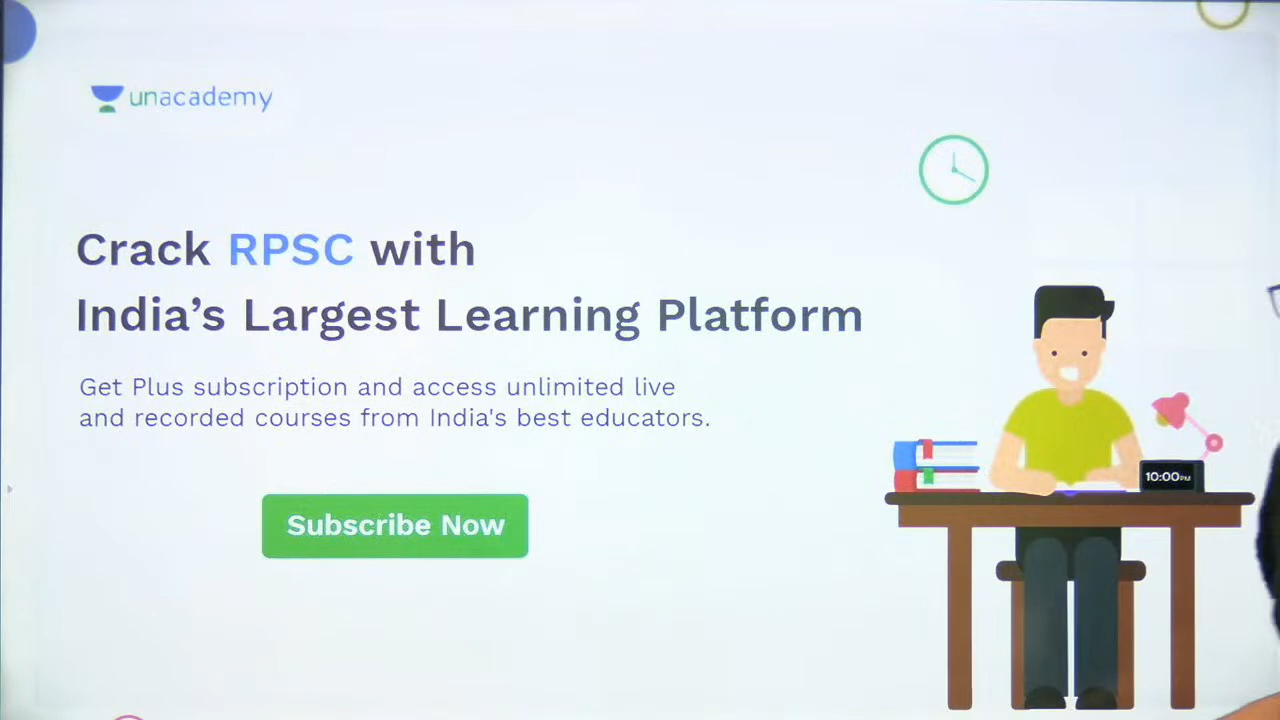 unacademy
Crack RPSC with
India's Largest Learning Platform
Get Plus subscription and access unlimited live
and recorded courses from India's best educators.
10:00PM
Subscribe Now